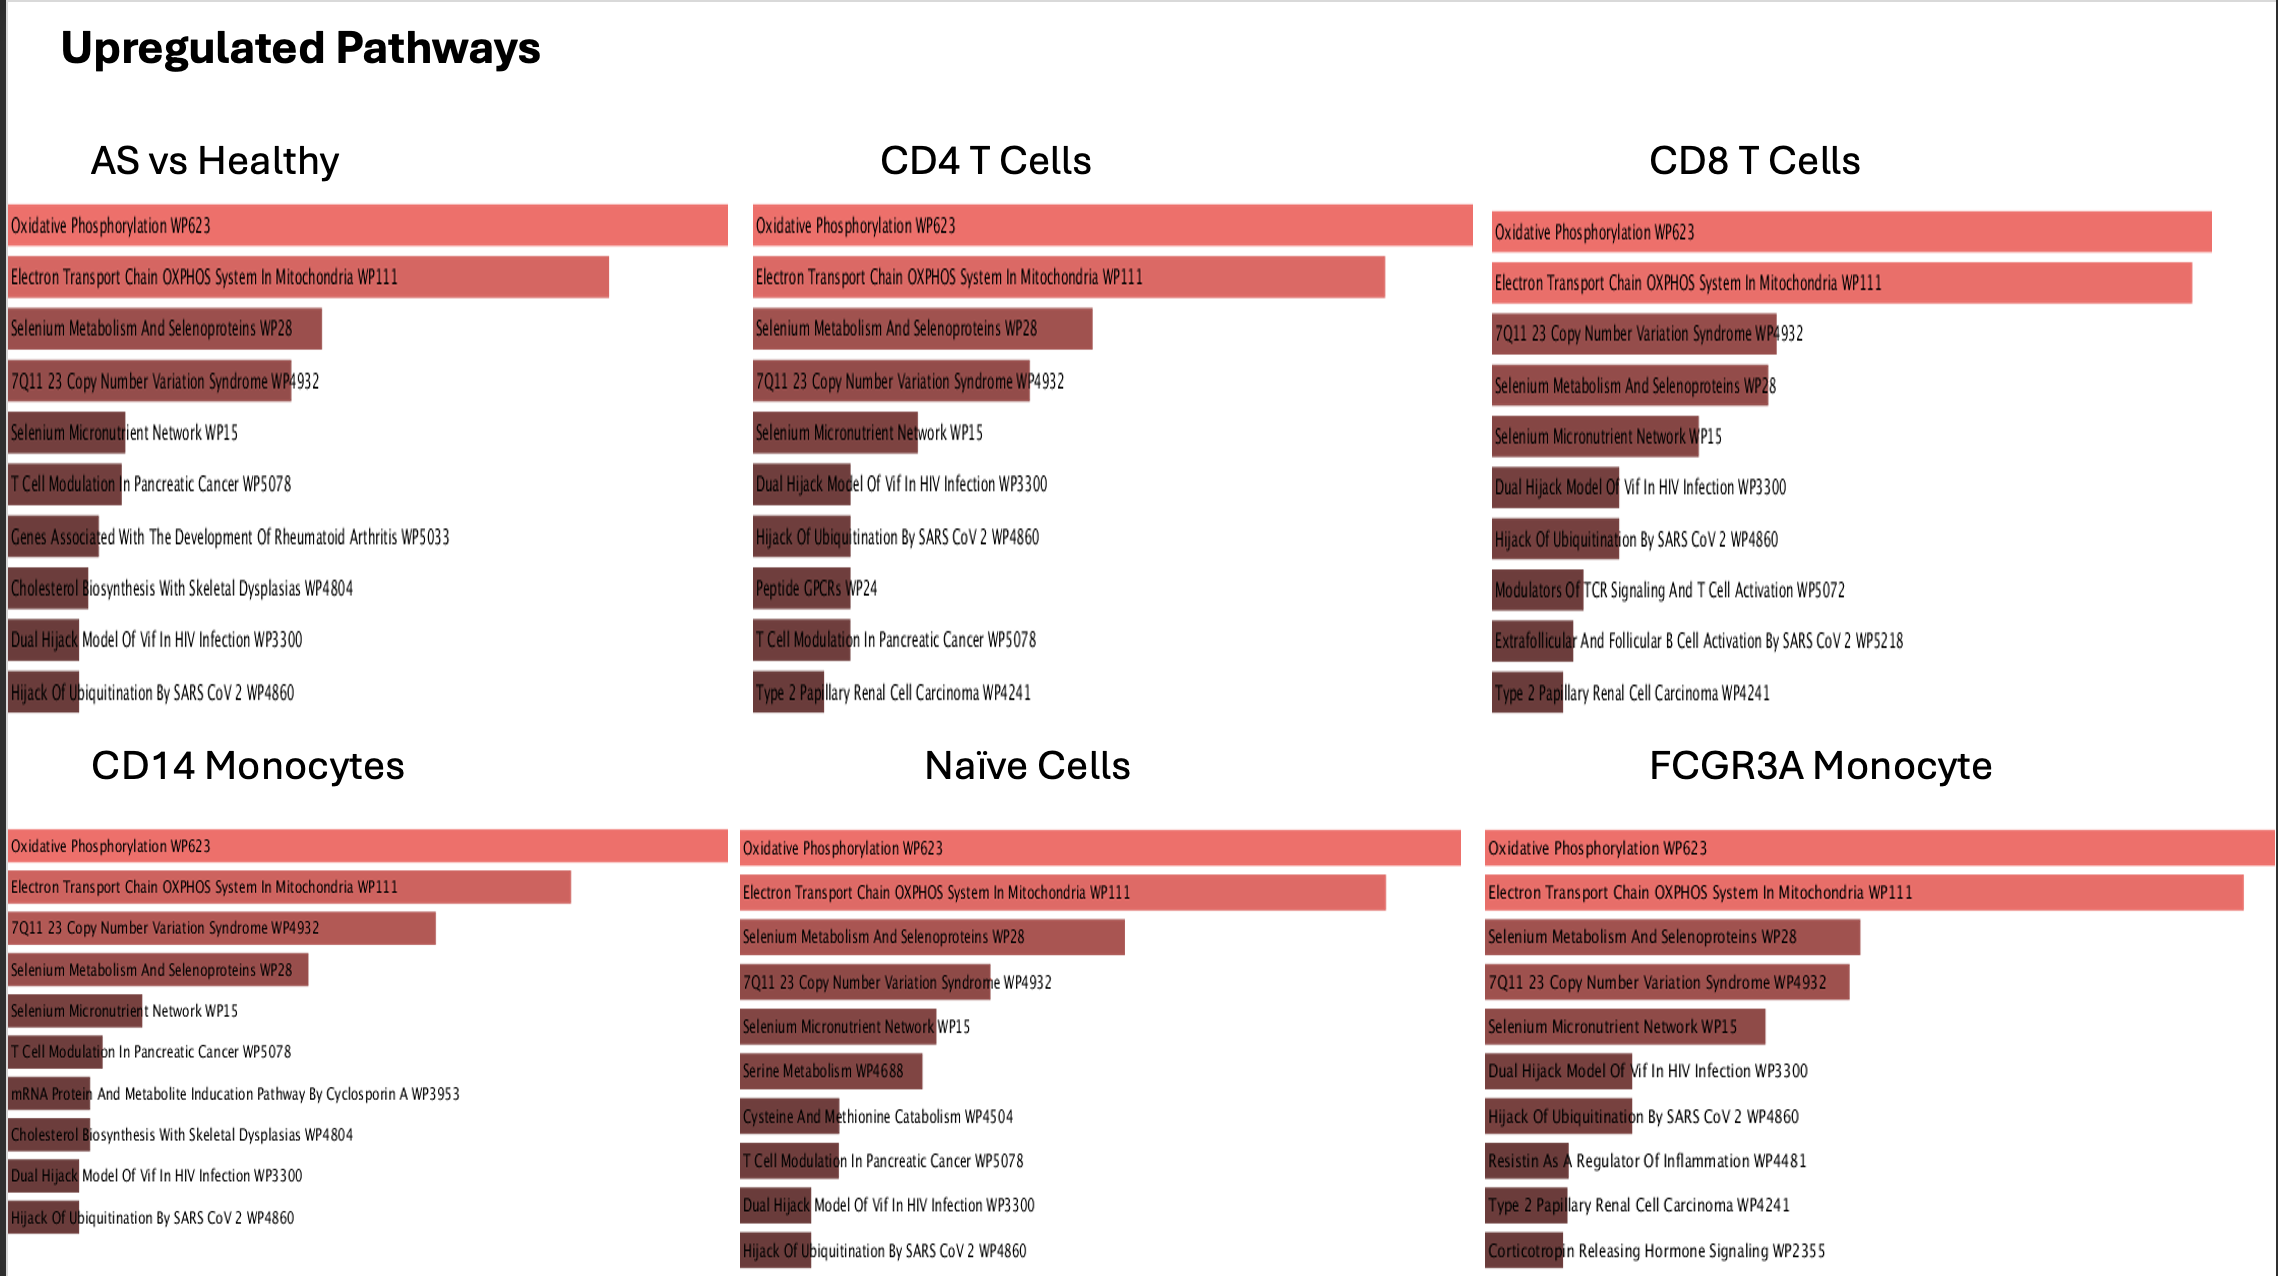 Upregulated Pathways
AS vs Healthy
Oxidative Phosphorylation WP623
Electron Transport Chain OXPHOS System In Mitochondria WP111
Selenium Metabolism And Selenoproteins WP28
7Q11 23 Copy Number Variation Syndrome WP4932
Selenium Micronutrient Network WP15
T Cell Modulation In Pancreatic Cancer WP5078
Genes Associated With The Development Of Rheumatoid Arthritis WP5033
Cholesterol Biosynthesis With Skeletal Dysplasias WP4804
Dual Hijack Model Of Vif In HIV Infection WP3300
Hijack Of Ubiquitination By SARS CoV 2 WP4860
CD4 T Cells
Oxidative Phosphorylation WP623
Electron Transport Chain OXPHOS System In Mitochondria WP111
Selenium Metabolism And Selenoproteins WP28
7Q11 23 Copy Number Variation Syndrome WP4932
Selenium Micronutrient Network WP15
Dual Hijack Model Of Vif In HIV Infection WP3300
Hijack Of Ubiquitination By SARS CoV 2 WP4860
Peptide GPCRs WP24
T Cell Modulation In Pancreatic Cancer WP5078
Type 2 Papillary Renal Cell Carcinoma WP4241
CD8 T Cells
Oxidative Phosphorylation WP623
Electron Transport Chain OXPHOS System In Mitochondria WP111
7Q11 23 Copy Number Variation Syndrome WP4932
Selenium Metabolism And Selenoproteins WP28
Selenium Micronutrient Network WP15
Dual Hijack Model Of Vif In HIV Infection WP3300
Hijack Of Ubiquitination By SARS CoV 2 WP4860
Modulators Of TCR Signaling And T Cell Activation WP5072
Extrafollicular And Follicular B Cell Activation By SARS CoV 2 WP5218
Type 2 Papillary Renal Cell Carcinoma WP4241
CD14 Monocytes
Oxidative Phosphorylation WP623
Electron Transport Chain OXPHOS System In Mitochondria WP111
7Q11 23 Copy Number Variation Syndrome WP4932
Selenium Metabolism And Selenoproteins WP28
Selenium Micronutrient Network WP15
T Cell Modulation In Pancreatic Cancer WP5078
mRNA Protein And Metabolite Inducation Pathway By Cyclosporin A WP3953
Cholesterol Biosynthesis With Skeletal Dysplasias WP4804
Dual Hijack Model Of Vif In HIV Infection WP3300
Hijack Of Ubiquitination By SARS CoV 2 WP4860
Naïve Cells
Oxidative Phosphorylation WP623
Electron Transport Chain OXPHOS System In Mitochondria WP111
Selenium Metabolism And Selenoproteins WP28
7Q11 23 Copy Number Variation Syndrome WP4932
Selenium Micronutrient Network WP15
Serine Metabolism WP4688
Cysteine And Methionine Catabolism WP4504
T Cell Modulation In Pancreatic Cancer WP5078
Dual Hijack Model Of Vif In HIV Infection WP3300
Hijack Of Ubiquitination By SARS CoV 2 WP4860
FCGR3A Monocyte
Oxidative Phosphorylation WP623
Electron Transport Chain OXPHOS System In Mitochondria WP111
Selenium Metabolism And Selenoproteins WP28
7Q11 23 Copy Number Variation Syndrome WP4932
Selenium Micronutrient Network WP15
Dual Hijack Model Of Vif In HIV Infection WP3300
Hijack Of Ubiquitination By SARS CoV 2 WP4860
Resistin As A Regulator Of Inflammation WP4481
Type 2 Papillary Renal Cell Carcinoma WP4241
Corticotropin Releasing Hormone Signaling WP2355